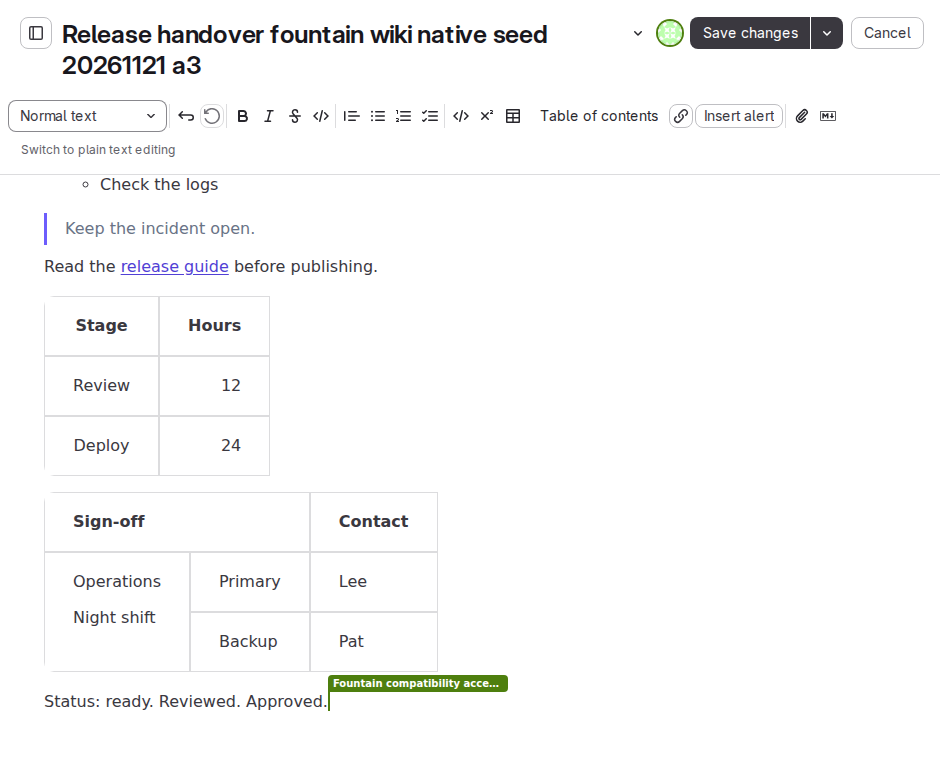 Release handover fountain wiki native seed
20261121 a3
Save changes
Cancel
Normal text
Table of contents
Insert alert
Switch to plain text editing
Check the logs
Keep the incident open.
Read the release guide before publishing.
Stage Hours
Review 12
Deploy 24
Sign-off Contact
Operations Primary Lee
Night shift
Backup Pat
Fountain compatibility acce...
Status: ready. Reviewed. Approved.